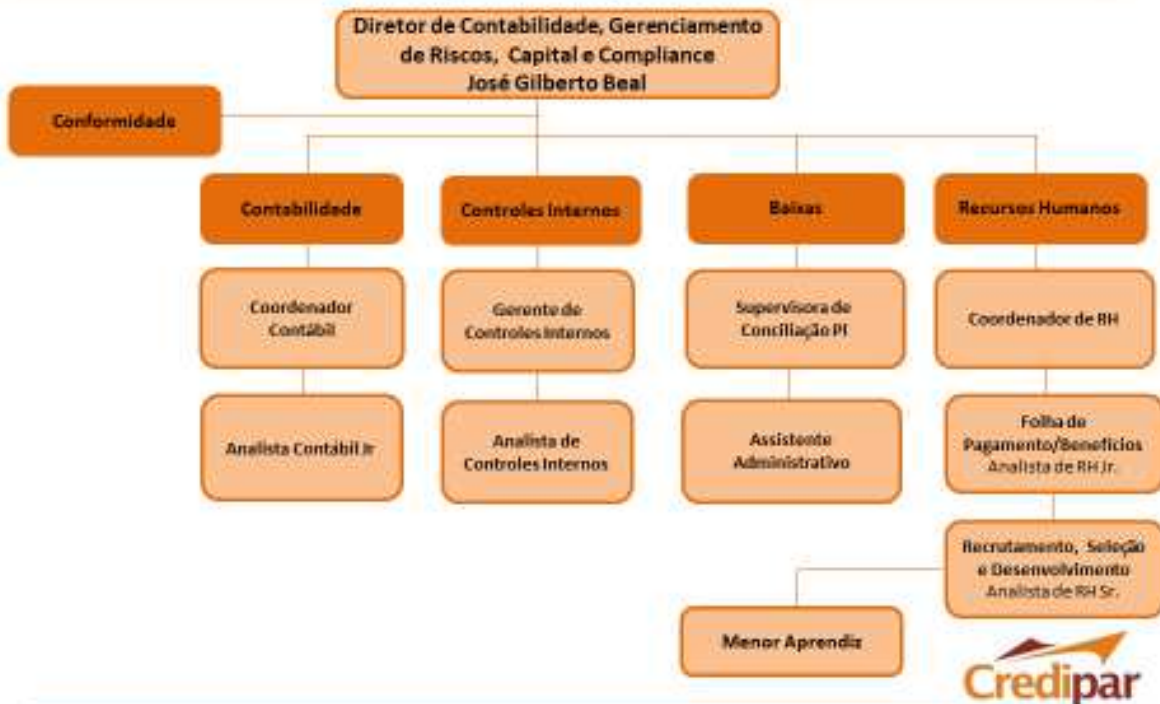 Diretor de Contabilidade, Gerenciamento
de Riscos, Capital e Compliance
José Gilberto Beal
Conformidade
Contabilidade
Controles Internos
Baixas
Recursos Humanos
Coordenador
Contábil
Gerente de
Controles Internos
Supervisora de
Conciliação Pl
Coordenador de RH
Analista Contábil Jr
Analista de
Controles Internos
Assistente
Administrativo
Folha de
Pagamento/Benefícios
Analista de RH Jr.
Recrutamento, Seleção
e Desenvolvimento
Analista de RH Sr.
Menor Aprendiz
Credipar